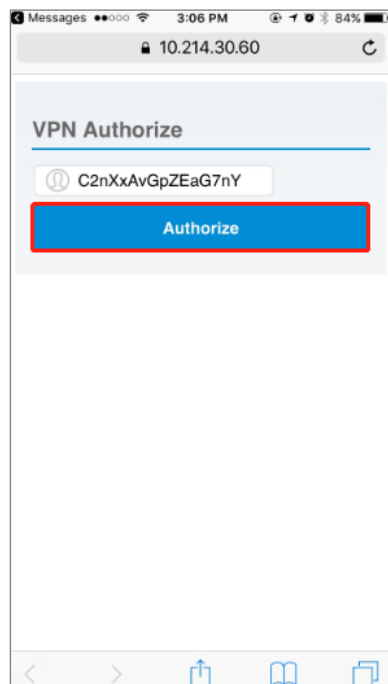 Messages 3:06 PM 84%
10.214.30.60
VPN Authorize
C2nXxAvGpZEaG7nY
Authorize